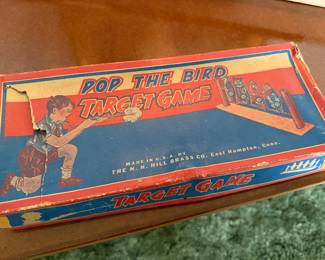 POP THE BIRD
TARGET GAME
MADE IN U.S.A. BY
THE N. N. HILL BRASS CO. East Hampton, Conn.
TARGET GAME